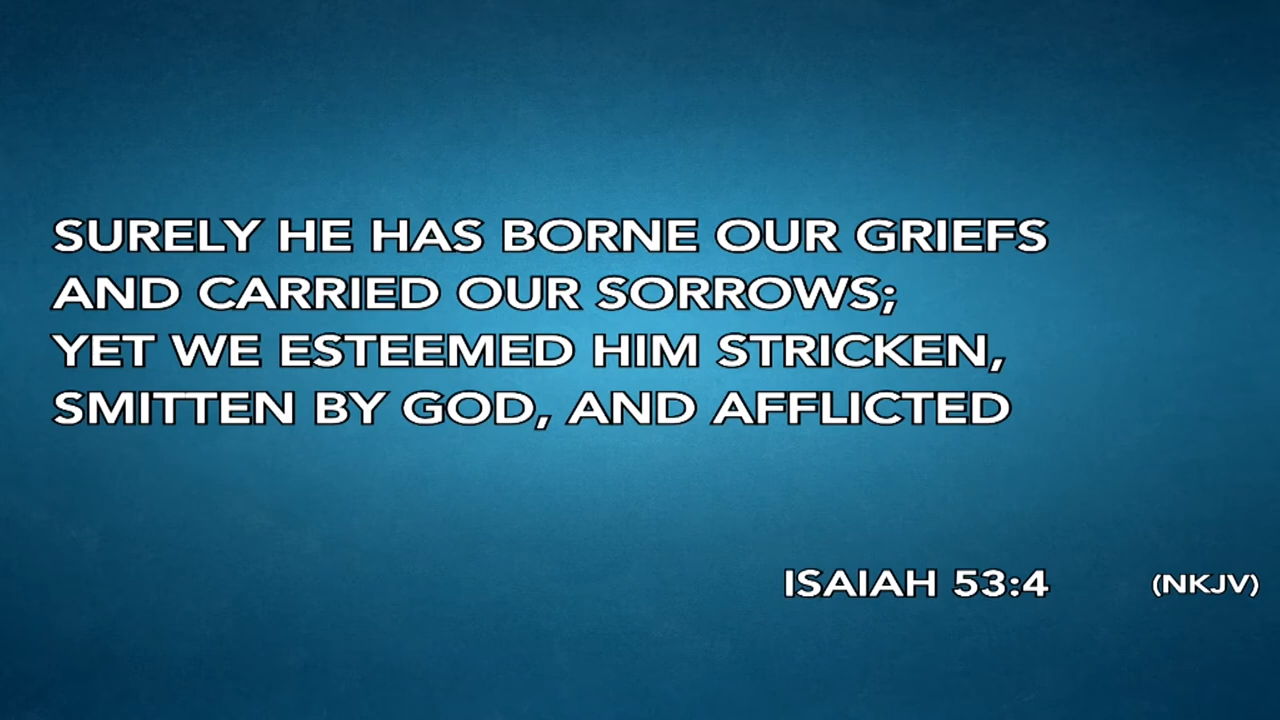 SURELY HE HAS BORNE OUR GRIEFS
AND CARRIED OUR SORROWS;
YET WE ESTEEMED HIM STRICKEN,
SMITTEN BY GOD, AND AFFLICTED
ISAIAH 53:4 (NKJV)